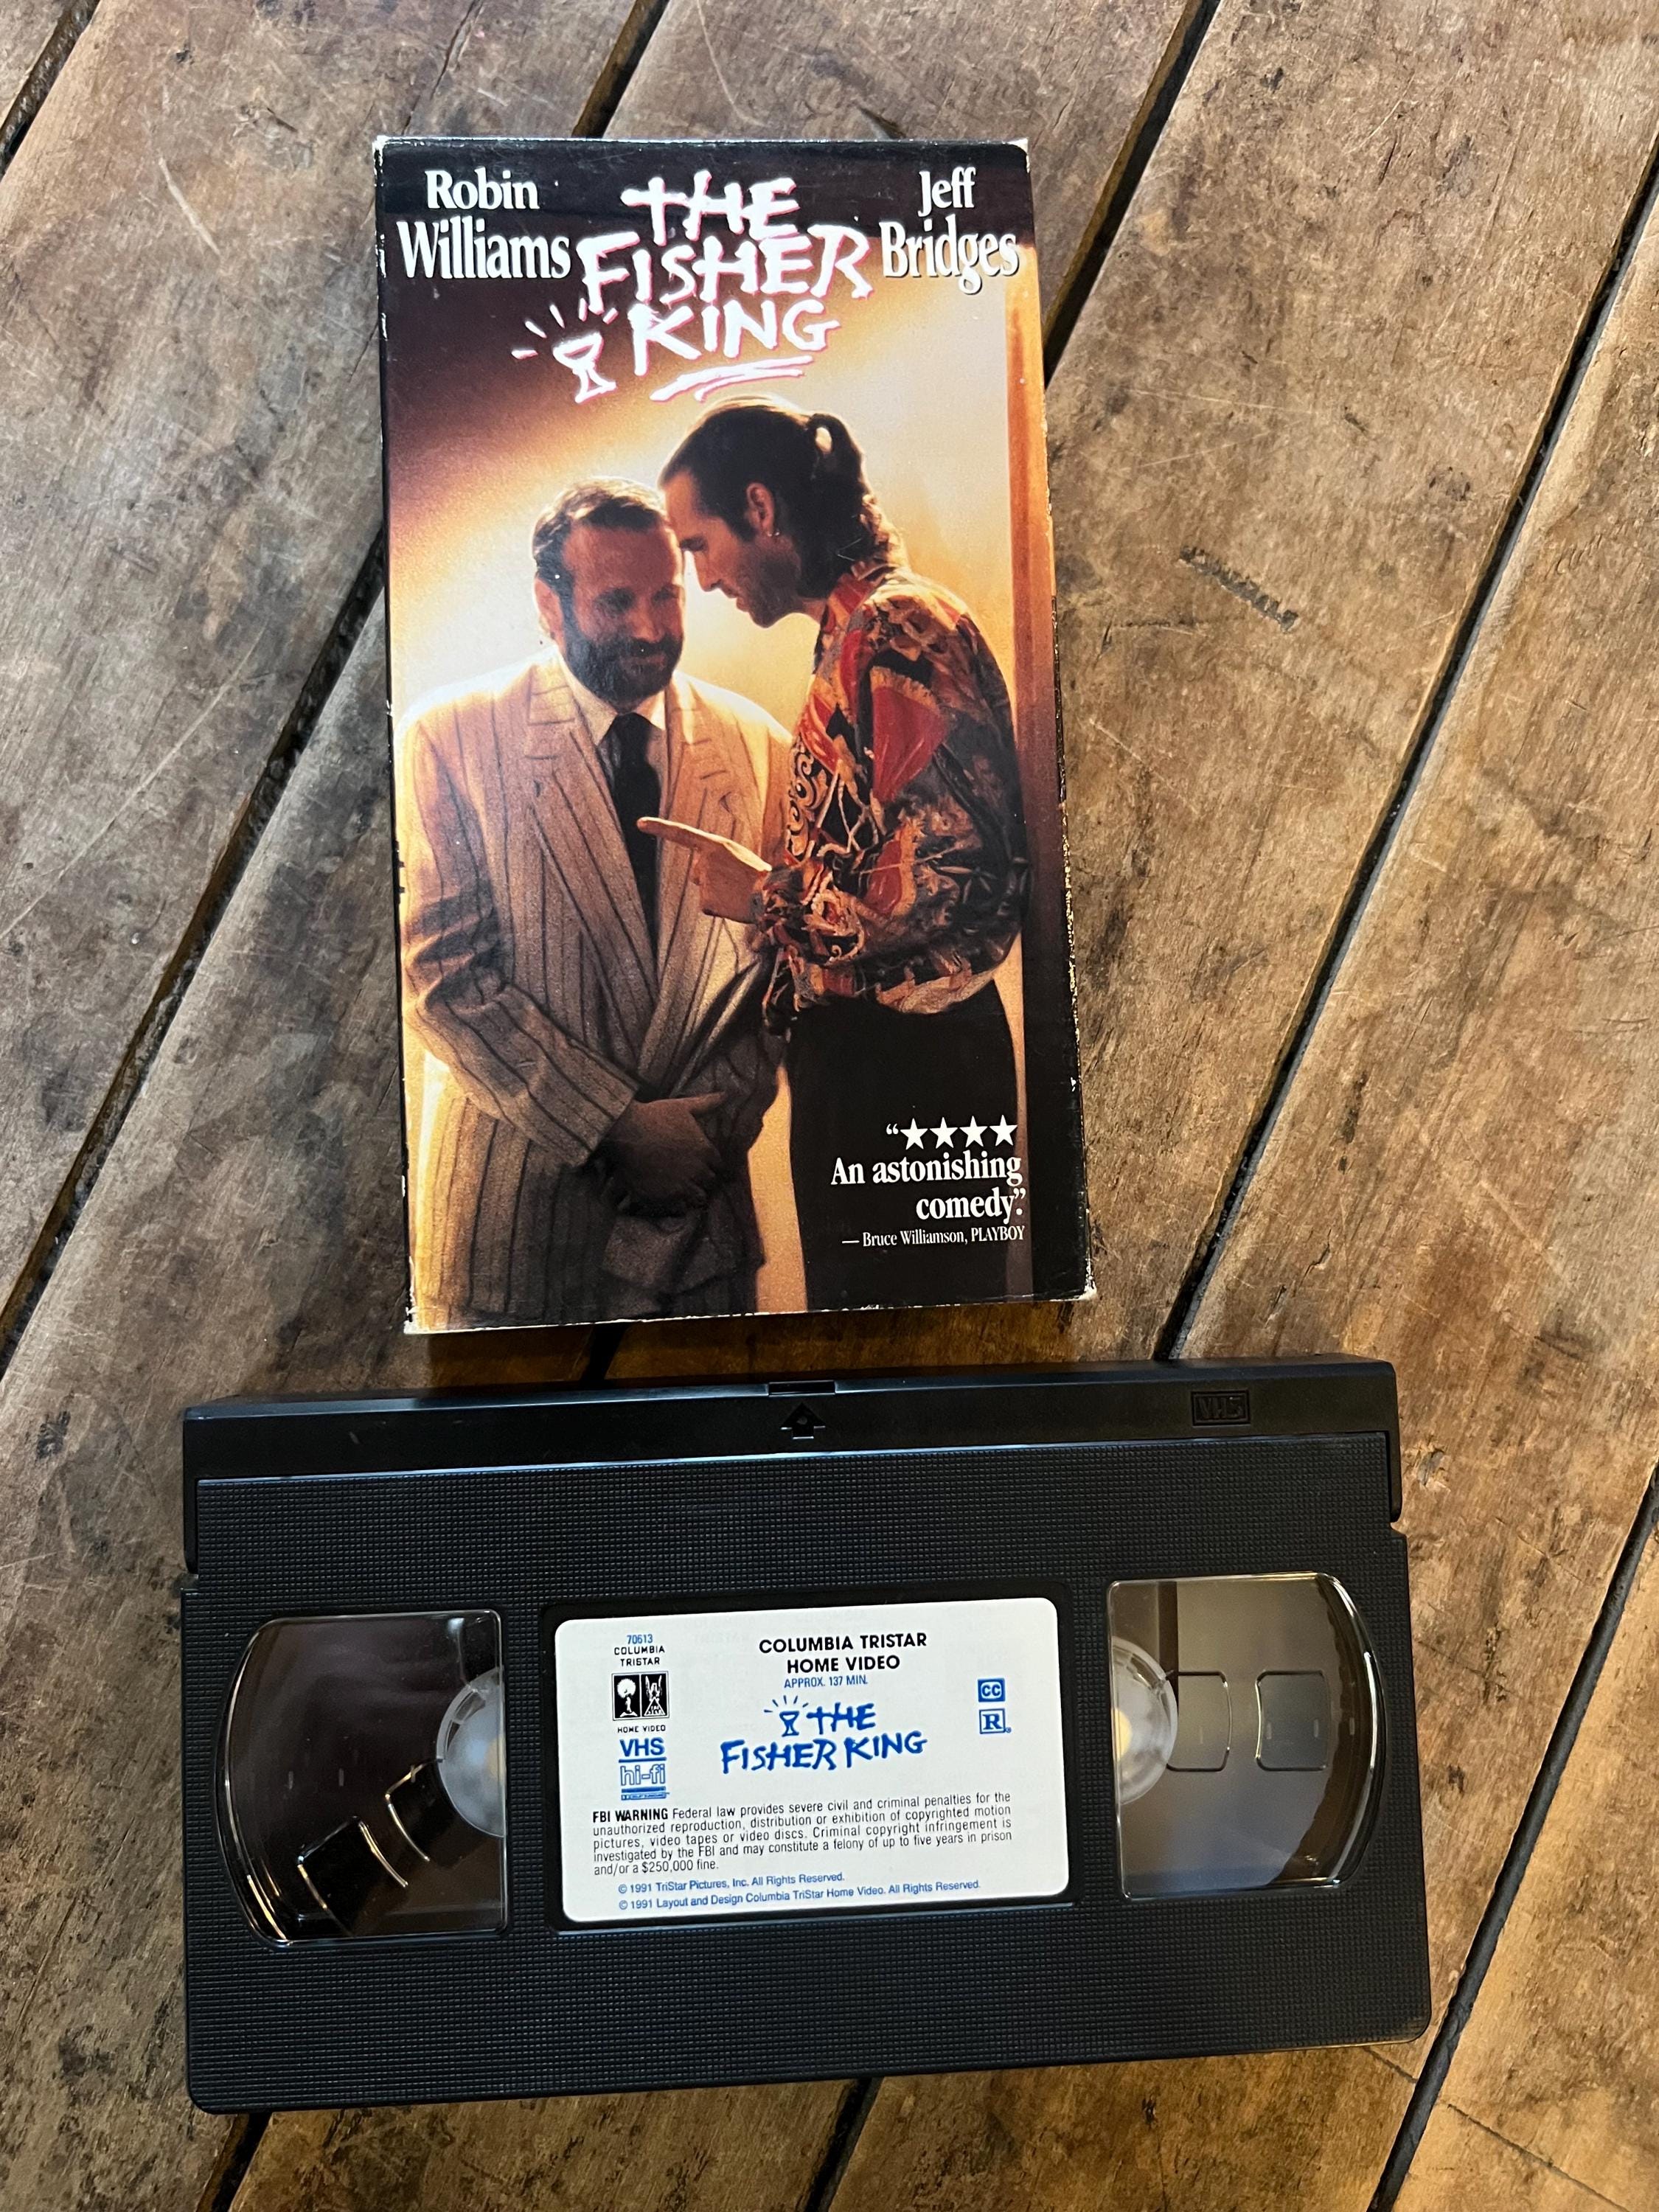 Robin
Williams
THE
FISHER
KING
Jeff
Bridges
“★★★★
An astonishing
comedy.”
— Bruce Williamson, PLAYBOY
VHS
70613
COLUMBIA
TRISTAR
HOME VIDEO
VHS
hi-fi
COLUMBIA TRISTAR
HOME VIDEO
APPROX. 137 MIN.
THE
FISHER KING
CC
R
FBI WARNING Federal law provides severe civil and criminal penalties for the
unauthorized reproduction, distribution or exhibition of copyrighted motion
pictures, video tapes or video discs. Criminal copyright infringement is
investigated by the FBI and may constitute a felony of up to five years in prison
and/or a $250,000 fine.
© 1991 TriStar Pictures, Inc. All Rights Reserved.
© 1991 Layout and Design Columbia TriStar Home Video. All Rights Reserved.